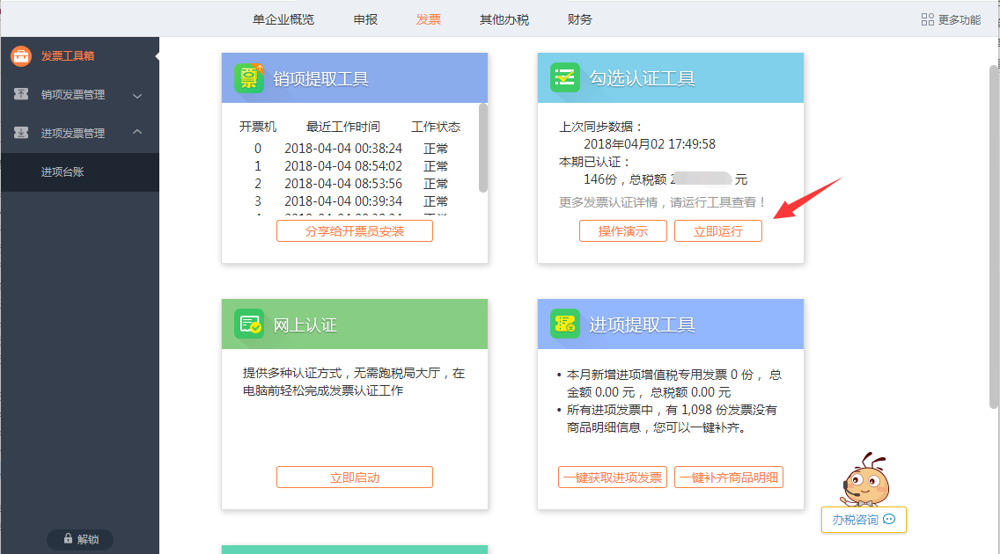 单企业概览 申报 发票 其他办税 财务 更多功能
发票工具箱
销项发票管理
进项发票管理
进项台账
解锁
销项提取工具
开票机 最近工作时间 工作状态
0 2018-04-04 00:38:24 正常
1 2018-04-04 08:54:02 正常
2 2018-04-04 08:53:56 正常
3 2018-04-04 00:39:34 正常
分享给开票员安装
勾选认证工具
上次同步数据：
2018年04月02 17:49:58
本期已认证：
146份，总税额 元
更多发票认证详情，请运行工具查看！
操作演示 立即运行
网上认证
提供多种认证方式，无需跑税局大厅，在
电脑前轻松完成发票认证工作
立即启动
进项提取工具
• 本月新增进项增值税专用发票 0 份， 总
金额 0.00 元， 总税额 0.00 元
• 所有进项发票中，有 1,098 份发票没有
商品明细信息，您可以一键补齐。
一键获取进项发票 一键补齐商品明细
办税咨询